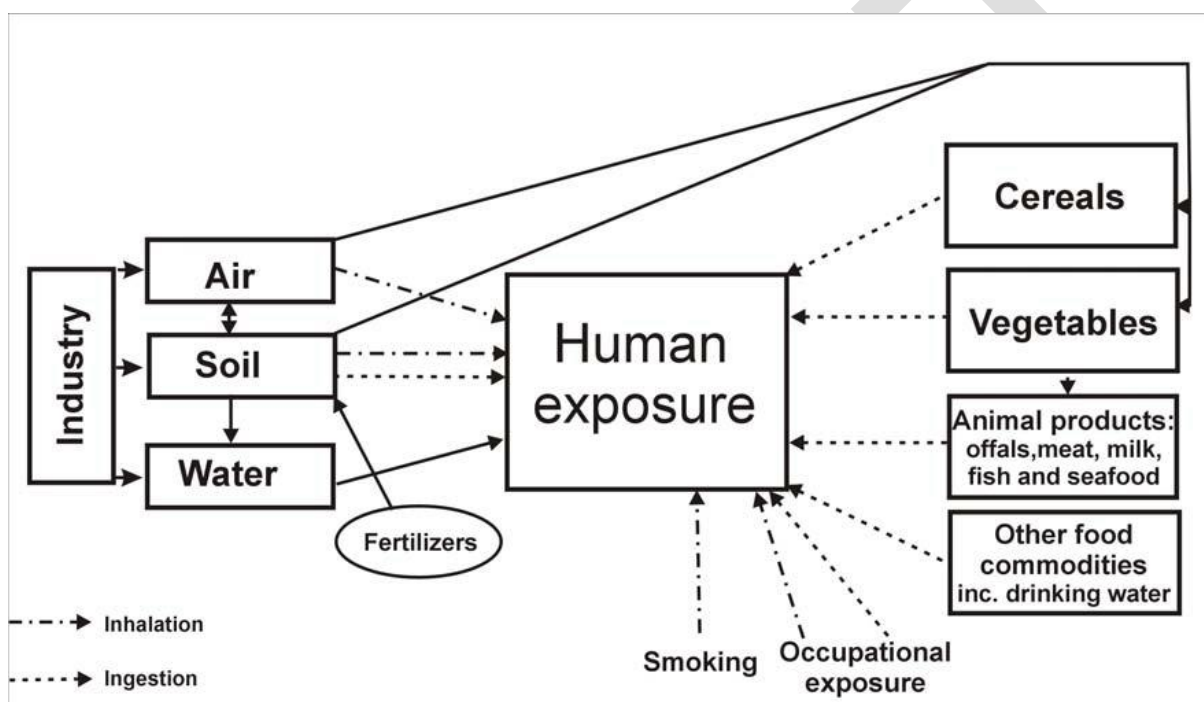 Industry
Air
Soil
Water
Fertilizers
Human
exposure
Cereals
Vegetables
Animal products:
offals,meat, milk,
fish and seafood
Other food
commodities
inc. drinking water
Smoking
Occupational
exposure
Inhalation
Ingestion